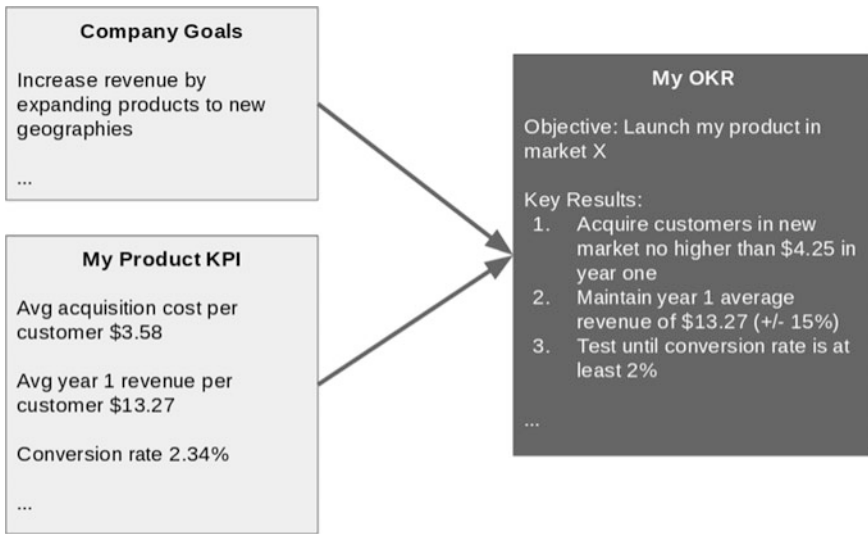 Company Goals
Increase revenue by
expanding products to new
geographies
...
My Product KPI
Avg acquisition cost per
customer $3.58
Avg year 1 revenue per
customer $13.27
Conversion rate 2.34%
...
My OKR
Objective: Launch my product in
market X
Key Results:
1. Acquire customers in new
market no higher than $4.25 in
year one
2. Maintain year 1 average
revenue of $13.27 (+/- 15%)
3. Test until conversion rate is at
least 2%
...